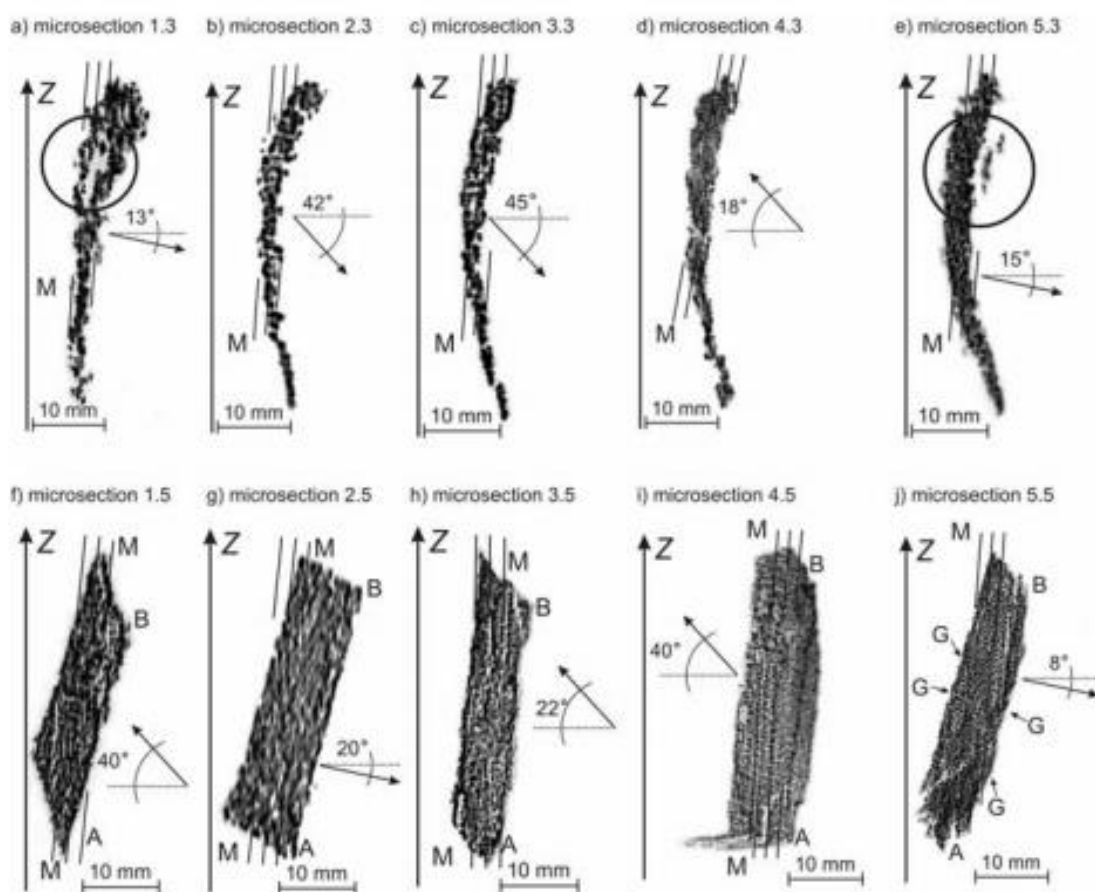 a) microsection 1.3
b) microsection 2.3
c) microsection 3.3
d) microsection 4.3
e) microsection 5.3
Z
13°
M
10 mm
Z
42°
M
10 mm
Z
45°
M
10 mm
Z
18°
M
10 mm
Z
15°
M
10 mm
f) microsection 1.5
g) microsection 2.5
h) microsection 3.5
i) microsection 4.5
j) microsection 5.5
Z
M
B
40°
A
M
10 mm
Z
M
B
20°
M
A
10 mm
Z
M
B
22°
M
A
10 mm
Z
M
B
40°
M
A
10 mm
Z
M
B
G
G
G
G
8°
A
10 mm